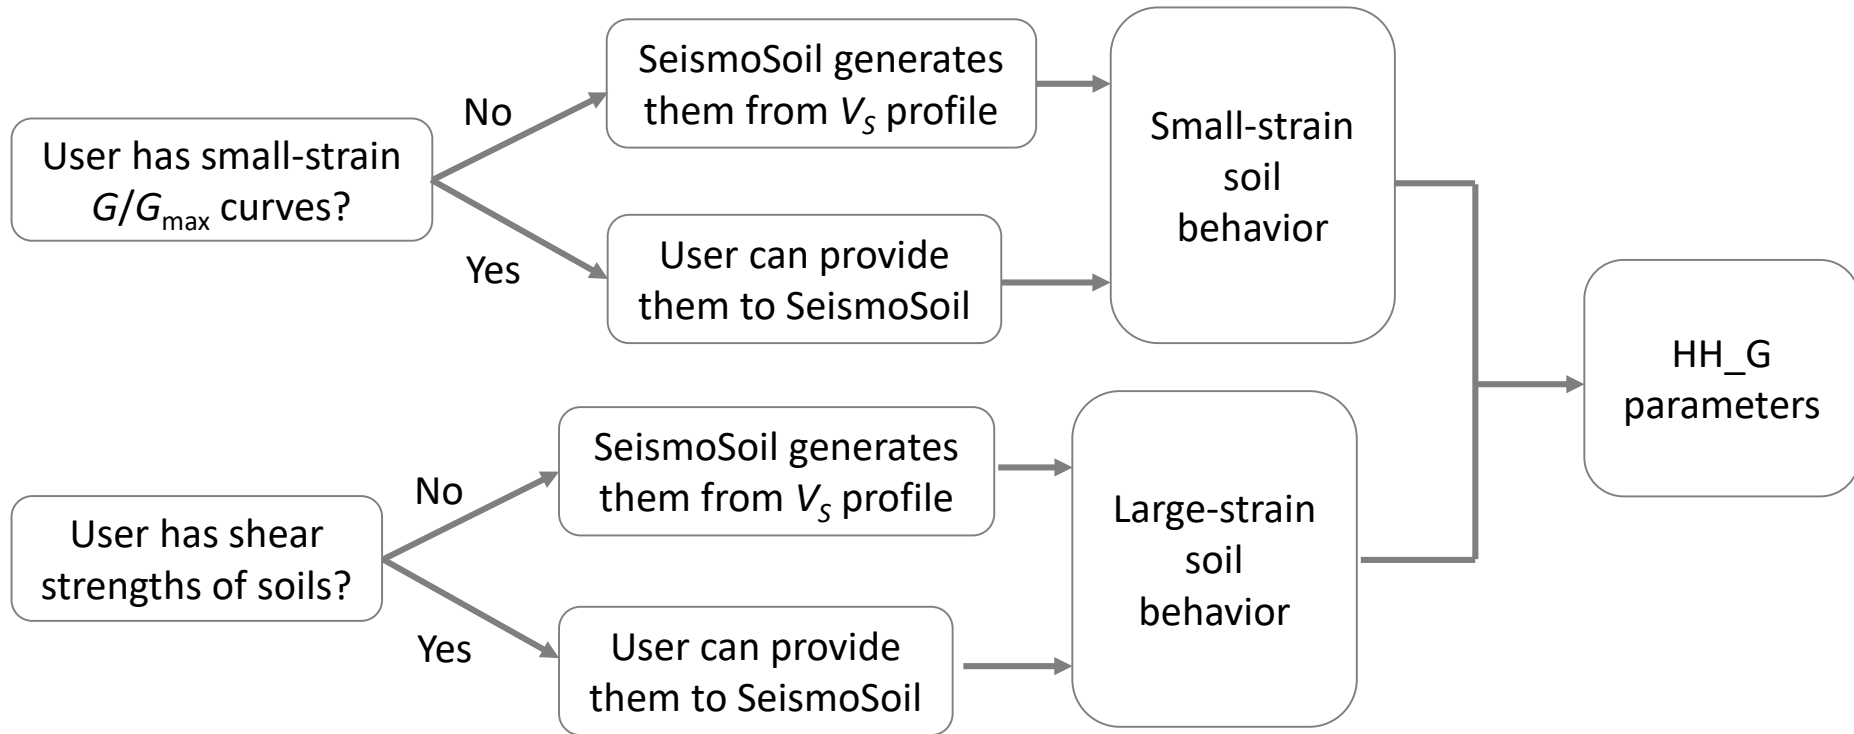 User has small-strain
G/Gmax curves?
No
Yes
SeismoSoil generates
them from VS profile
User can provide
them to SeismoSoil
Small-strain
soil
behavior
User has shear
strengths of soils?
No
Yes
SeismoSoil generates
them from VS profile
User can provide
them to SeismoSoil
Large-strain
soil
behavior
HH_G
parameters